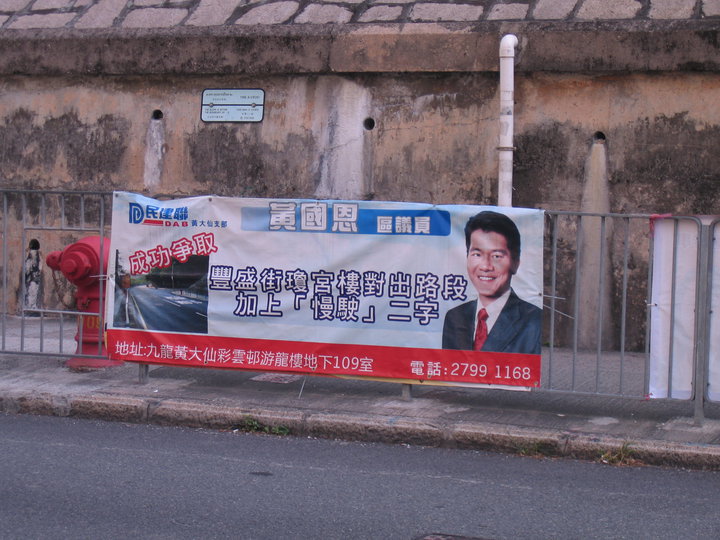 民建聯
DAB 黃大仙支部
黃國恩 區議員
成功爭取
豐盛街瓊宮樓對出路段
加上「慢駛」二字
地址:九龍黃大仙彩雲邨游龍樓地下109室 電話:2799 1168